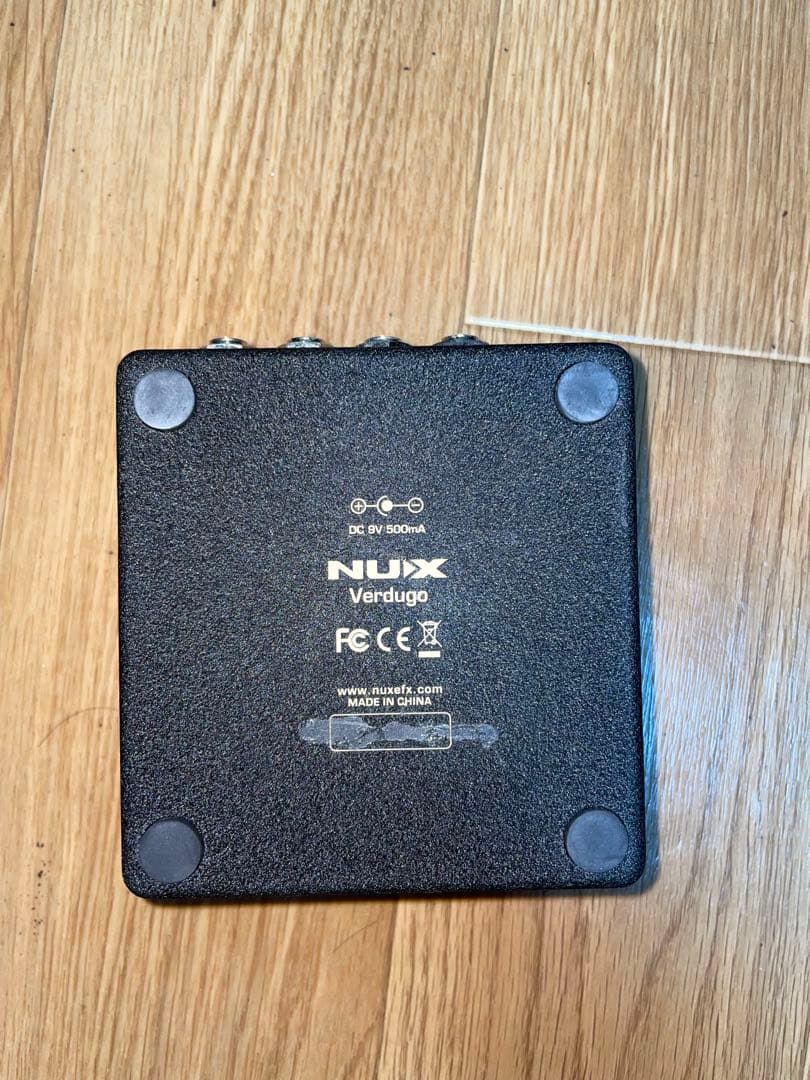 DC 9V 500mA
NUX
Verdugo
FC CE
www.nuxefx.com
MADE IN CHINA